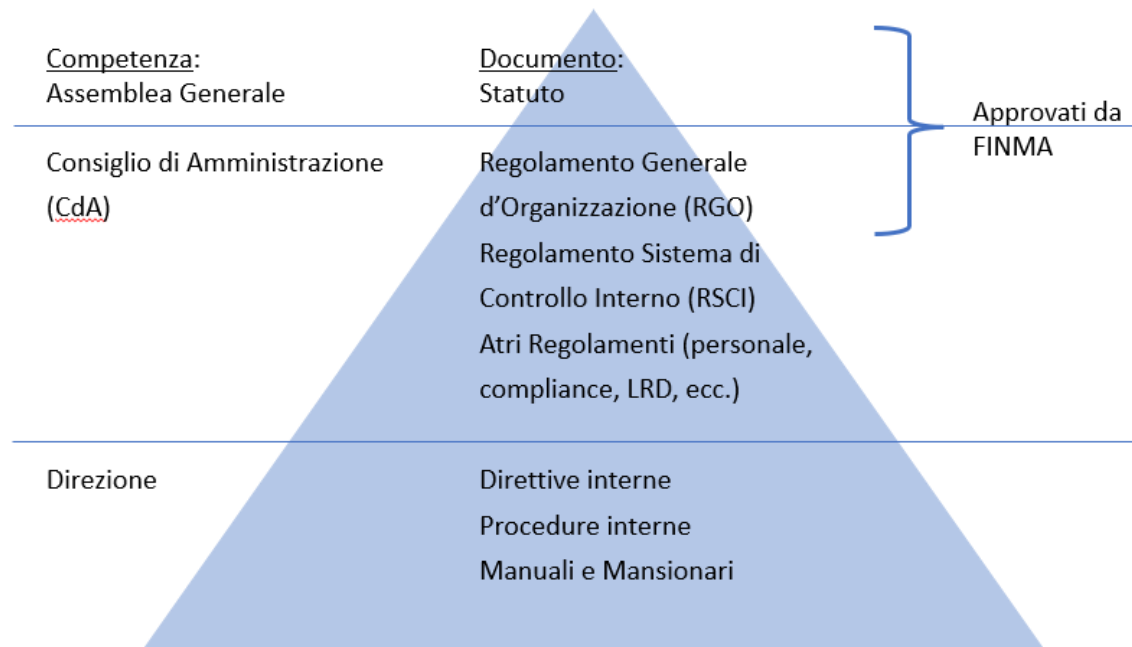 Competenza:
Assemblea Generale
Documento:
Statuto
Approvati da
FINMA
Consiglio di Amministrazione
(CdA)
Regolamento Generale
d'Organizzazione (RGO)
Regolamento Sistema di
Controllo Interno (RSCI)
Atri Regolamenti (personale,
compliance, LRD, ecc.)
Direzione
Direttive interne
Procedure interne
Manuali e Mansionari